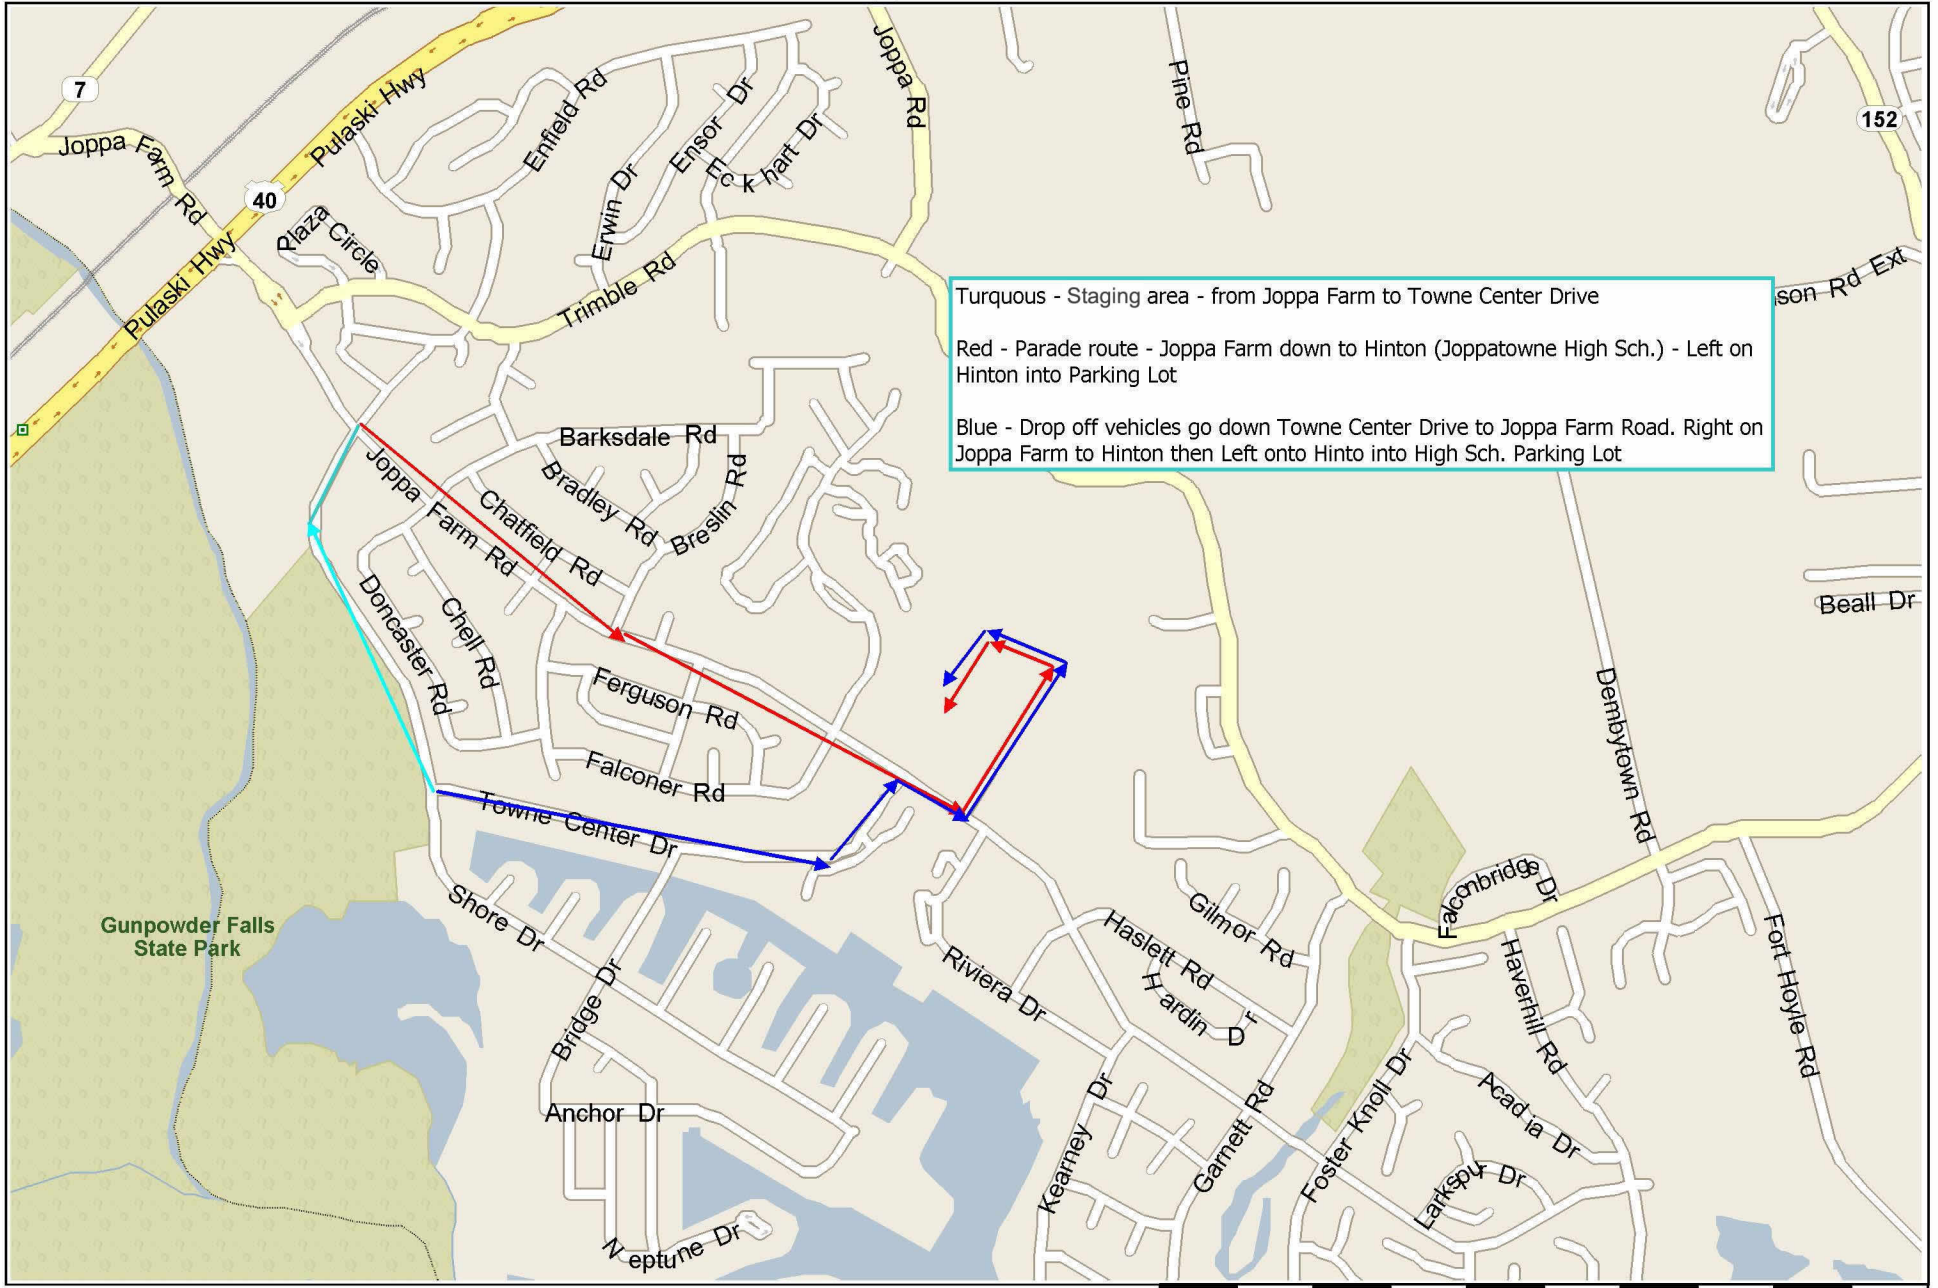 7
Joppa Farm Rd
Pulaski Hwy
40
Pulaski Hwy
Plaza Circle
Enfield Rd
Erwin Dr
Ensor Dr
Eckhart Dr
Joppa Rd
Pine Rd
152
Trimble Rd
son Rd Ext
Turquous - Staging area - from Joppa Farm to Towne Center Drive
Red - Parade route - Joppa Farm down to Hinton (Joppatowne High Sch.) - Left on
Hinton into Parking Lot
Blue - Drop off vehicles go down Towne Center Drive to Joppa Farm Road. Right on
Joppa Farm to Hinton then Left onto Hinto into High Sch. Parking Lot
Barksdale Rd
Bradley Rd
Breslin Rd
Joppa Farm Rd
Chatfield Rd
Doncaster Rd
Chell Rd
Ferguson Rd
Falconer Rd
Towne Center Dr
Beall Dr
Dembytown Rd
Falconbridge Dr
Gilmor Rd
Haslett Rd
Hardin Dr
Riviera Dr
Shore Dr
Gunpowder Falls
State Park
Bridge Dr
Anchor Dr
Neptune Dr
Kearney Dr
Garnett Rd
Foster Knoll Dr
Haverhill Rd
Acadia Dr
Larkspur Dr
Fort Hoyle Rd